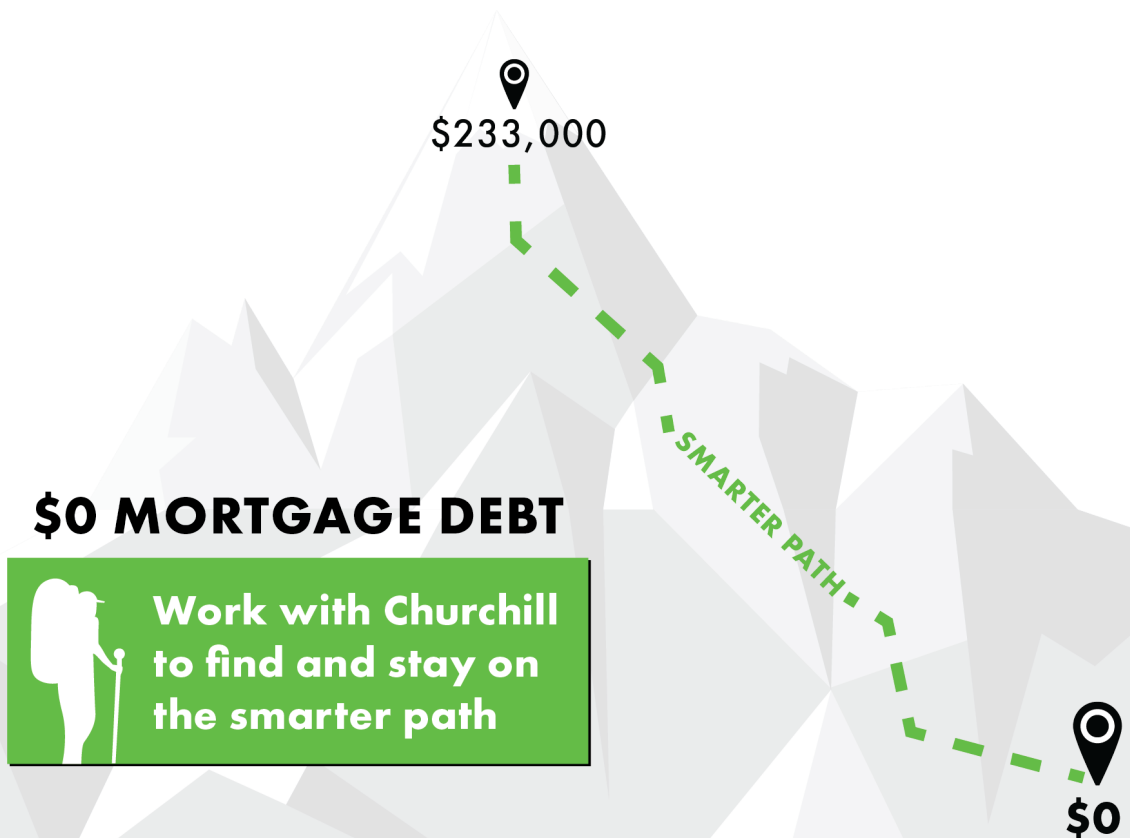 $233,000
SMARTER PATH
$0 MORTGAGE DEBT
Work with Churchill
to find and stay on
the smarter path
$0